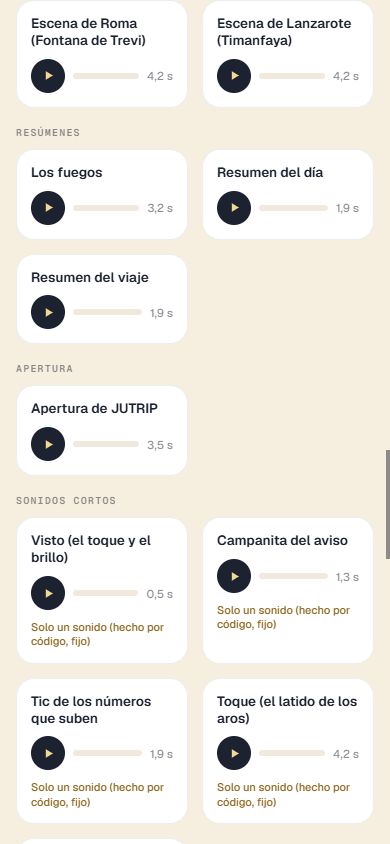 Escena de Roma
(Fontana de Trevi)
4,2 s
Escena de Lanzarote
(Timanfaya)
4,2 s
RESÚMENES
Los fuegos
3,2 s
Resumen del día
1,9 s
Resumen del viaje
1,9 s
APERTURA
Apertura de JUTRIP
3,5 s
SONIDOS CORTOS
Visto (el toque y el
brillo)
0,5 s
Solo un sonido (hecho por
código, fijo)
Campanita del aviso
1,3 s
Solo un sonido (hecho por
código, fijo)
Tic de los números
que suben
1,9 s
Solo un sonido (hecho por
código, fijo)
Toque (el latido de los
aros)
4,2 s
Solo un sonido (hecho por
código, fijo)